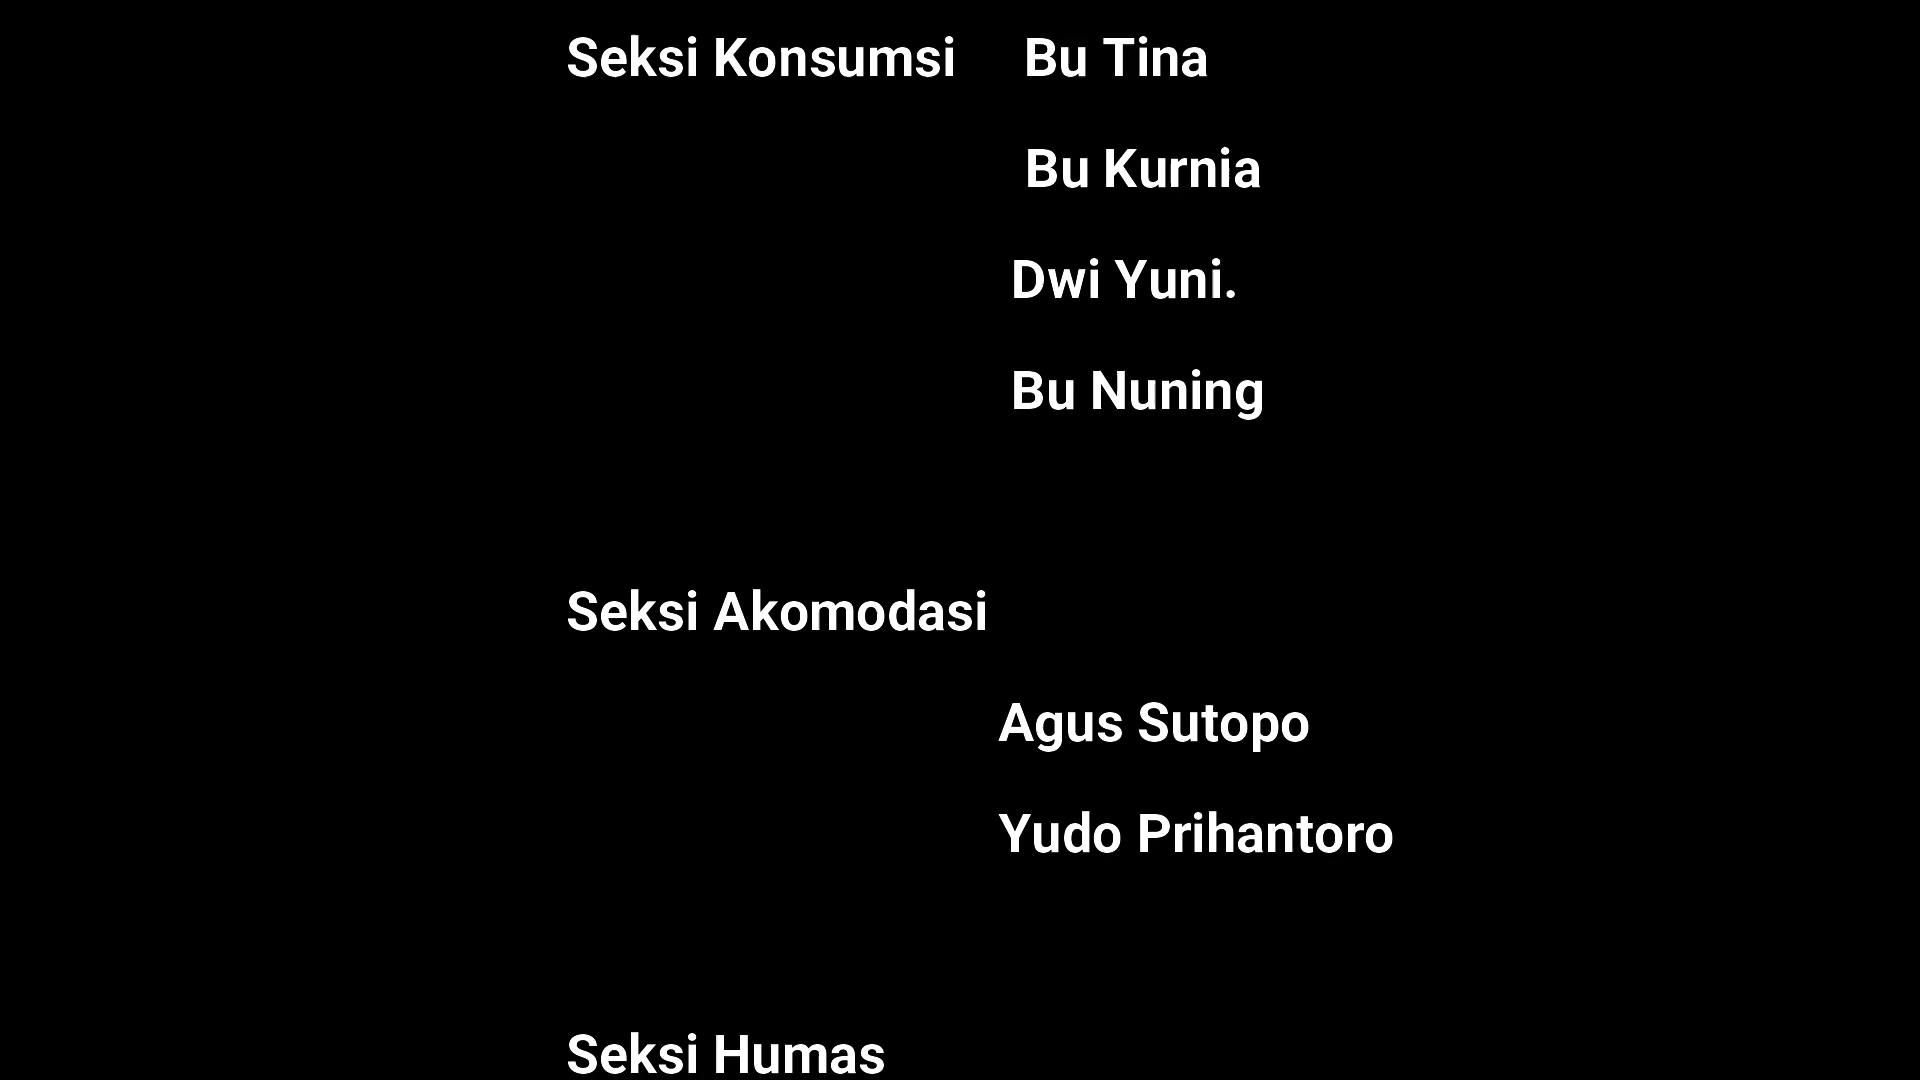 Seksi Konsumsi Bu Tina
Bu Kurnia
Dwi Yuni.
Bu Nuning
Seksi Akomodasi
Agus Sutopo
Yudo Prihantoro
Seksi Humas